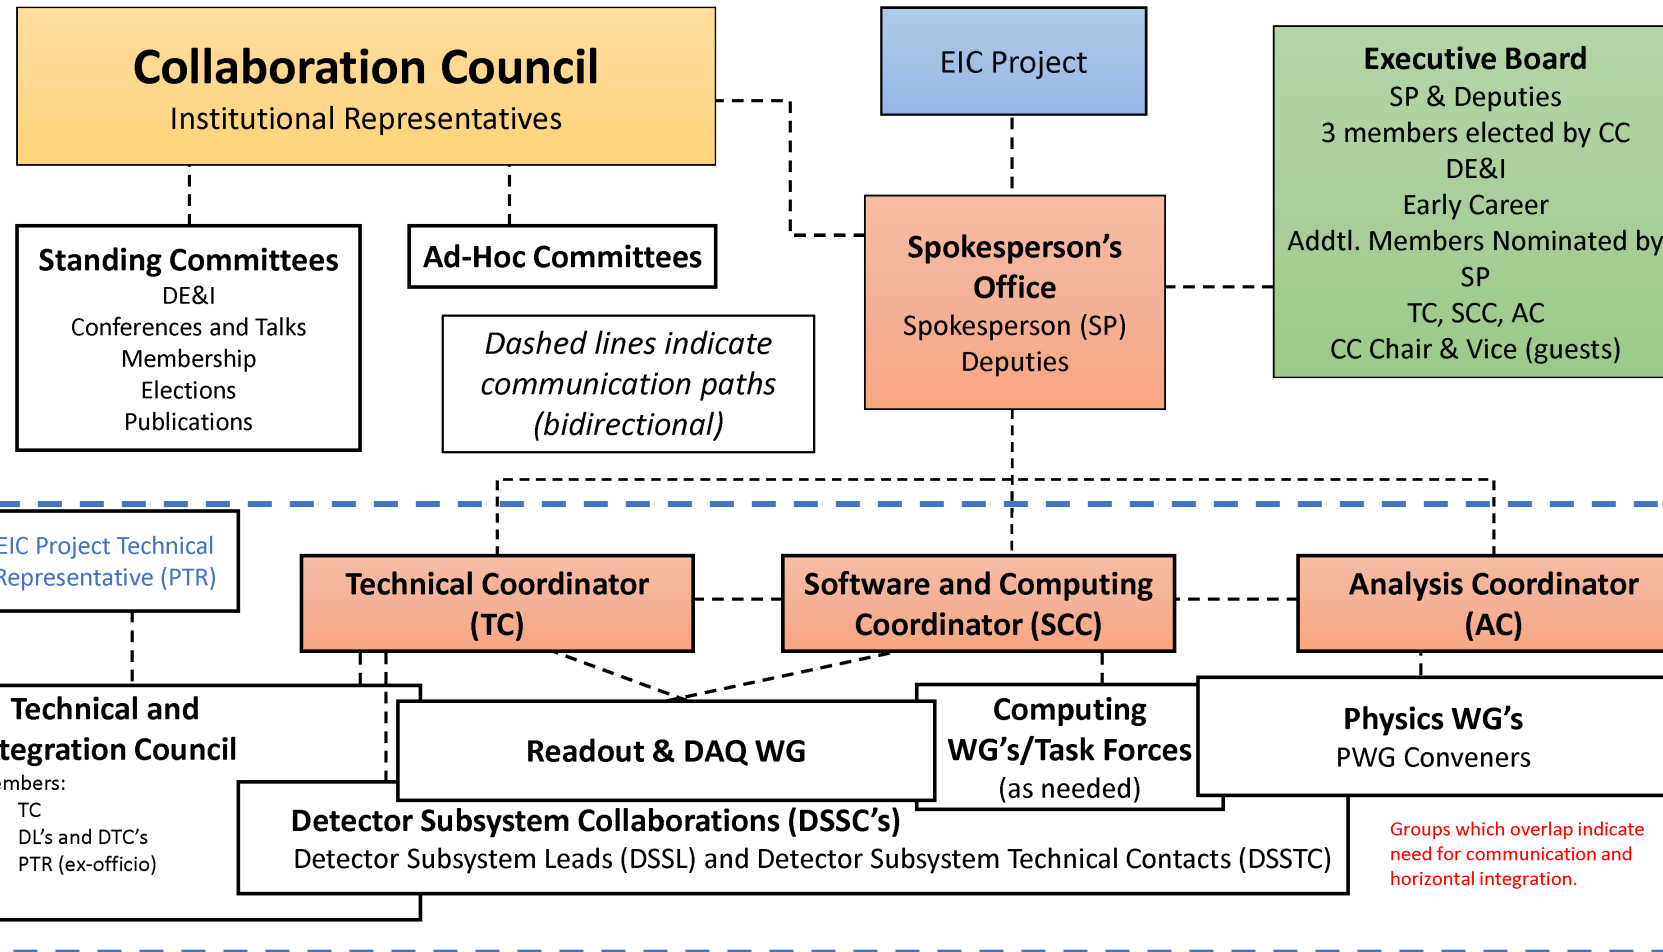 Collaboration Council
Institutional Representatives
EIC Project
Executive Board
SP & Deputies
3 members elected by CC
DE&I
Early Career
Addtl. Members Nominated by
SP
TC, SCC, AC
CC Chair & Vice (guests)
Standing Committees
DE&I
Conferences and Talks
Membership
Elections
Publications
Ad-Hoc Committees
Dashed lines indicate
communication paths
(bidirectional)
Spokesperson’s
Office
Spokesperson (SP)
Deputies
EIC Project Technical
Representative (PTR)
Technical Coordinator
(TC)
Software and Computing
Coordinator (SCC)
Analysis Coordinator
(AC)
Technical and
tegration Council
embers:
TC
DL’s and DTC’s
PTR (ex-officio)
Readout & DAQ WG
Computing
WG’s/Task Forces
(as needed)
Physics WG’s
PWG Conveners
Detector Subsystem Collaborations (DSSC’s)
Detector Subsystem Leads (DSSL) and Detector Subsystem Technical Contacts (DSSTC)
Groups which overlap indicate
need for communication and
horizontal integration.